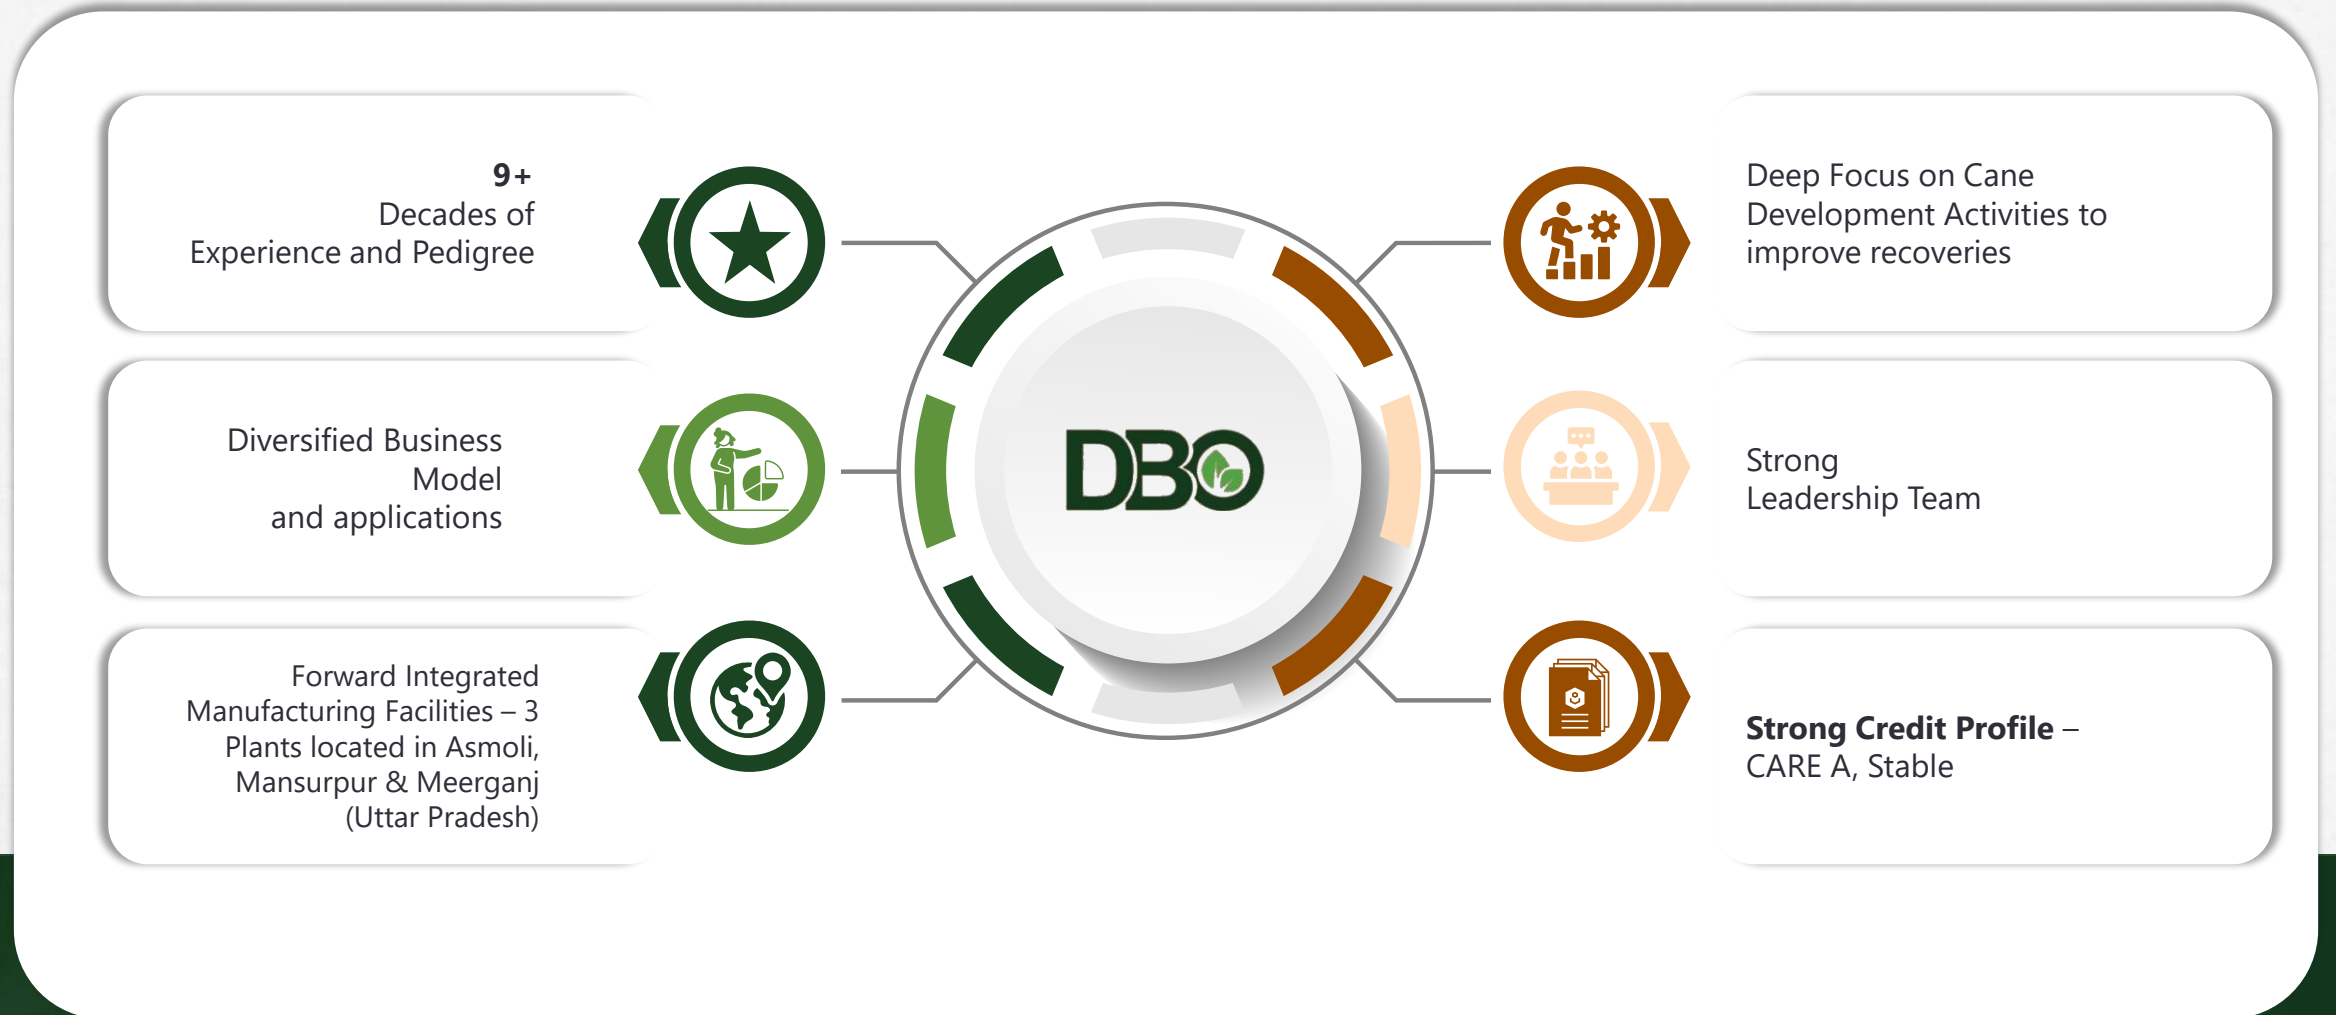 9+
Decades of
Experience and Pedigree
Diversified Business
Model
and applications
Forward Integrated
Manufacturing Facilities – 3
Plants located in Asmoli,
Mansurpur & Meerganj
(Uttar Pradesh)
DBO
Deep Focus on Cane
Development Activities to
improve recoveries
Strong
Leadership Team
Strong Credit Profile –
CARE A, Stable